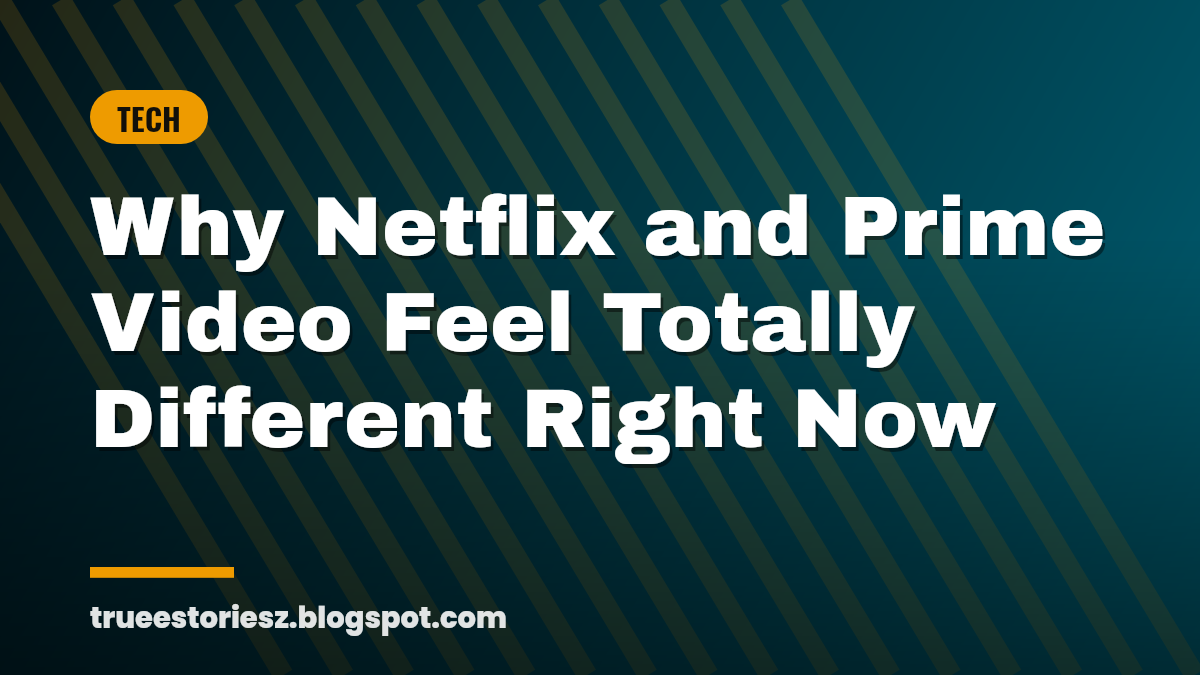 TECH
Why Netflix and Prime
Video Feel Totally
Different Right Now
trueestoriesz.blogspot.com